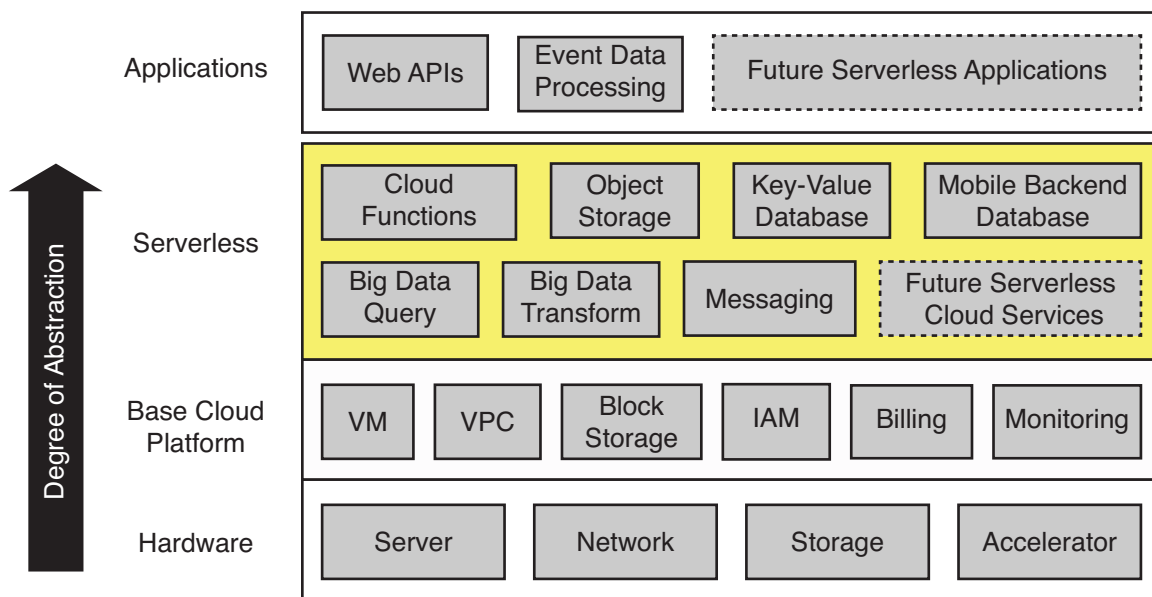 Applications
Web APIs
Event Data
Processing
Future Serverless Applications
Degree of Abstraction
Serverless
Cloud
Functions
Object
Storage
Key-Value
Database
Mobile Backend
Database
Big Data
Query
Big Data
Transform
Messaging
Future Serverless
Cloud Services
Base Cloud
Platform
VM
VPC
Block
Storage
IAM
Billing
Monitoring
Hardware
Server
Network
Storage
Accelerator